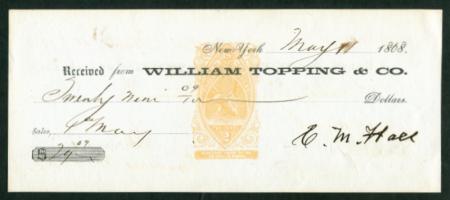 New York May 11 1868.
Received from WILLIAM TOPPING & CO.
Twenty Nine 09/100 Dollars.
Sales, May
$29.09 E. M. Hall